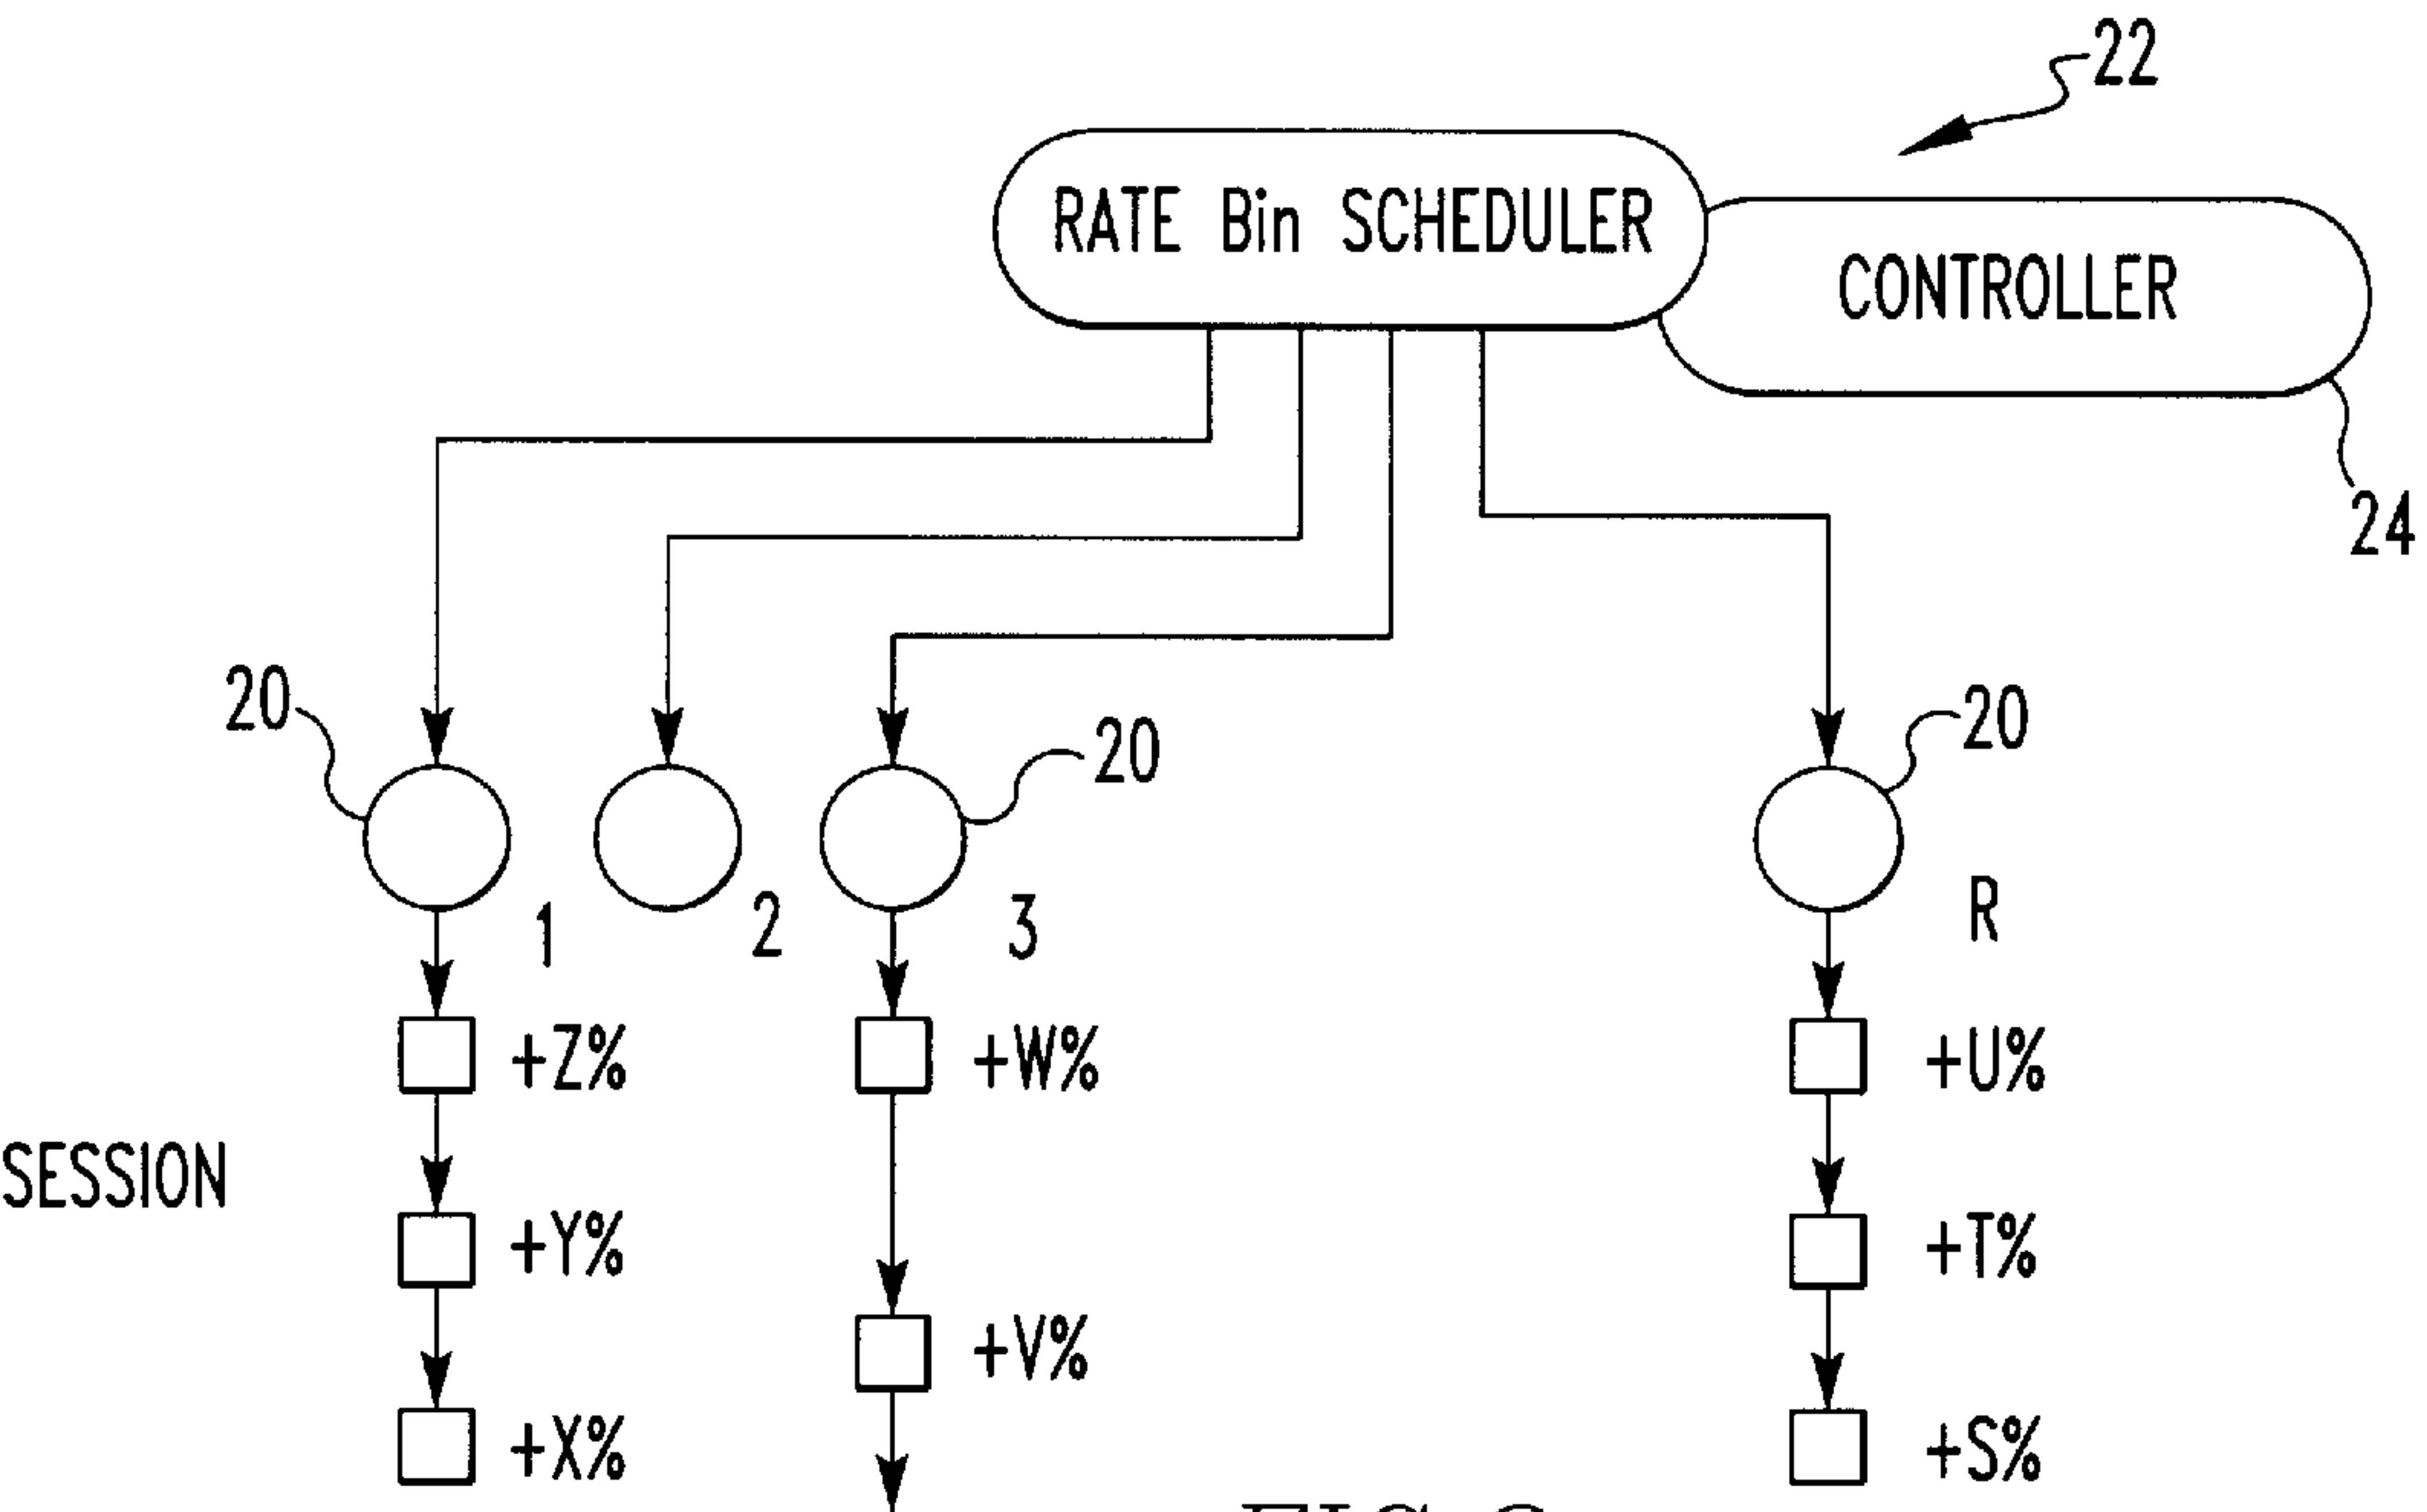 22
RATE Bin SCHEDULER
CONTROLLER
24
20
20
20
1
2
3
R
+Z%
+W%
+U%
SESSION
+Y%
+T%
+V%
+X%
+S%